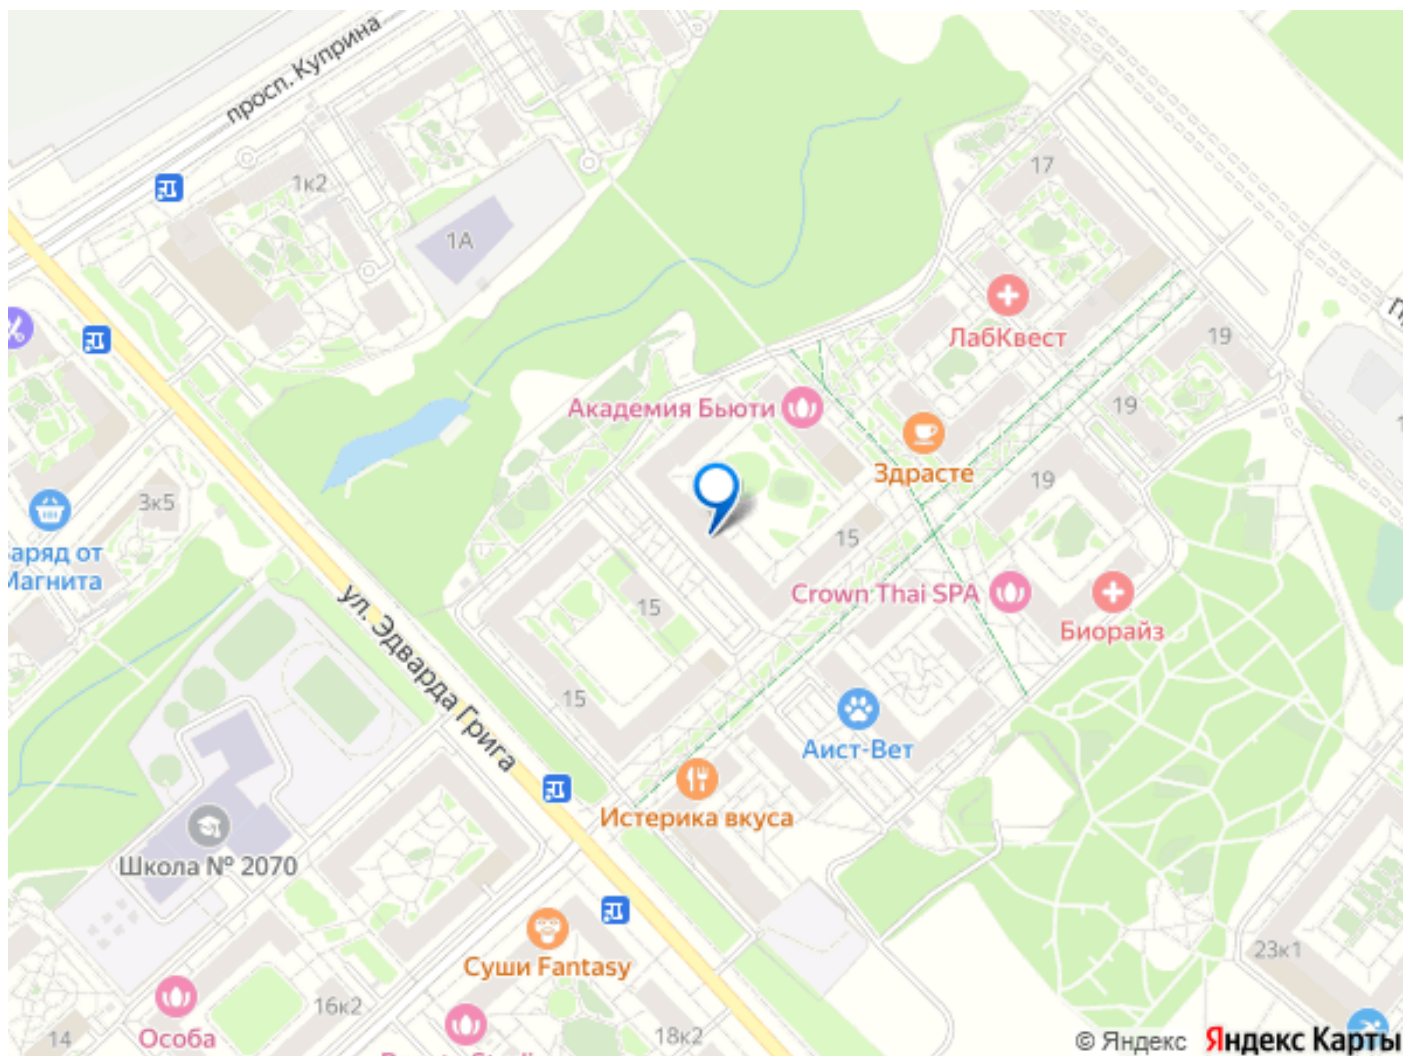 просп. Куприна
1к2
17
1А
ЛабКвест
19
Академия Бьюти
19
Здрасте
3к5
19
15
аряд от
Магнита
Crown Thai SPA
15
Биорайз
ул. Эдварда Грига
15
Аист-Вет
Истерика вкуса
Школа № 2070
Суши Fantasy
23к1
16к2
14
Особа
18к2
© Яндекс Яндекс Карты